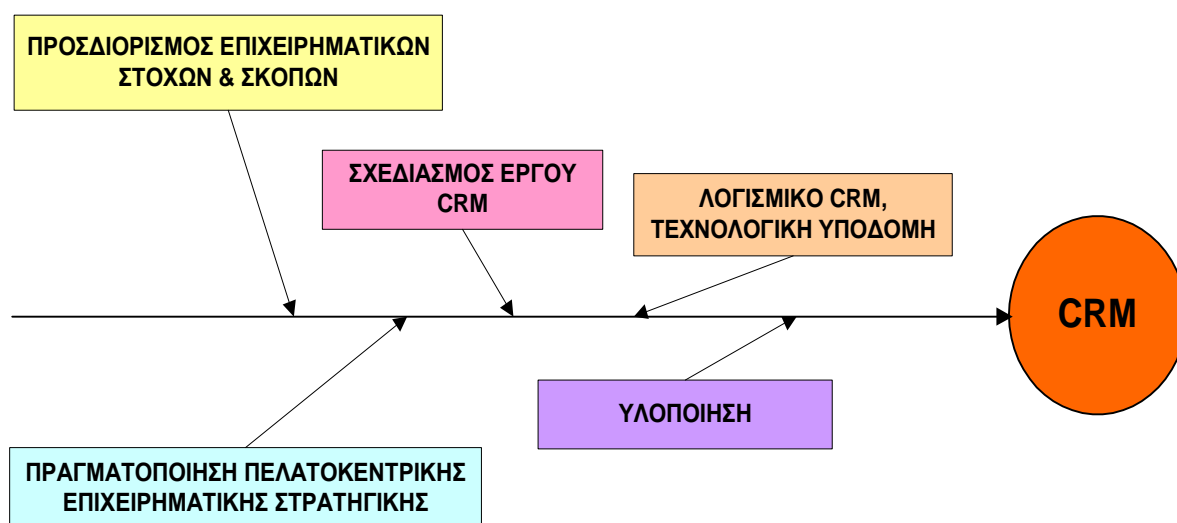 ΠΡΟΣΔΙΟΡΙΣΜΟΣ ΕΠΙΧΕΙΡΗΜΑΤΙΚΩΝ
ΣΤΟΧΩΝ & ΣΚΟΠΩΝ
ΣΧΕΔΙΑΣΜΟΣ ΕΡΓΟΥ
CRM
ΛΟΓΙΣΜΙΚΟ CRM,
ΤΕΧΝΟΛΟΓΙΚΗ ΥΠΟΔΟΜΗ
CRM
ΥΛΟΠΟΙΗΣΗ
ΠΡΑΓΜΑΤΟΠΟΙΗΣΗ ΠΕΛΑΤΟΚΕΝΤΡΙΚΗΣ
ΕΠΙΧΕΙΡΗΜΑΤΙΚΗΣ ΣΤΡΑΤΗΓΙΚΗΣ